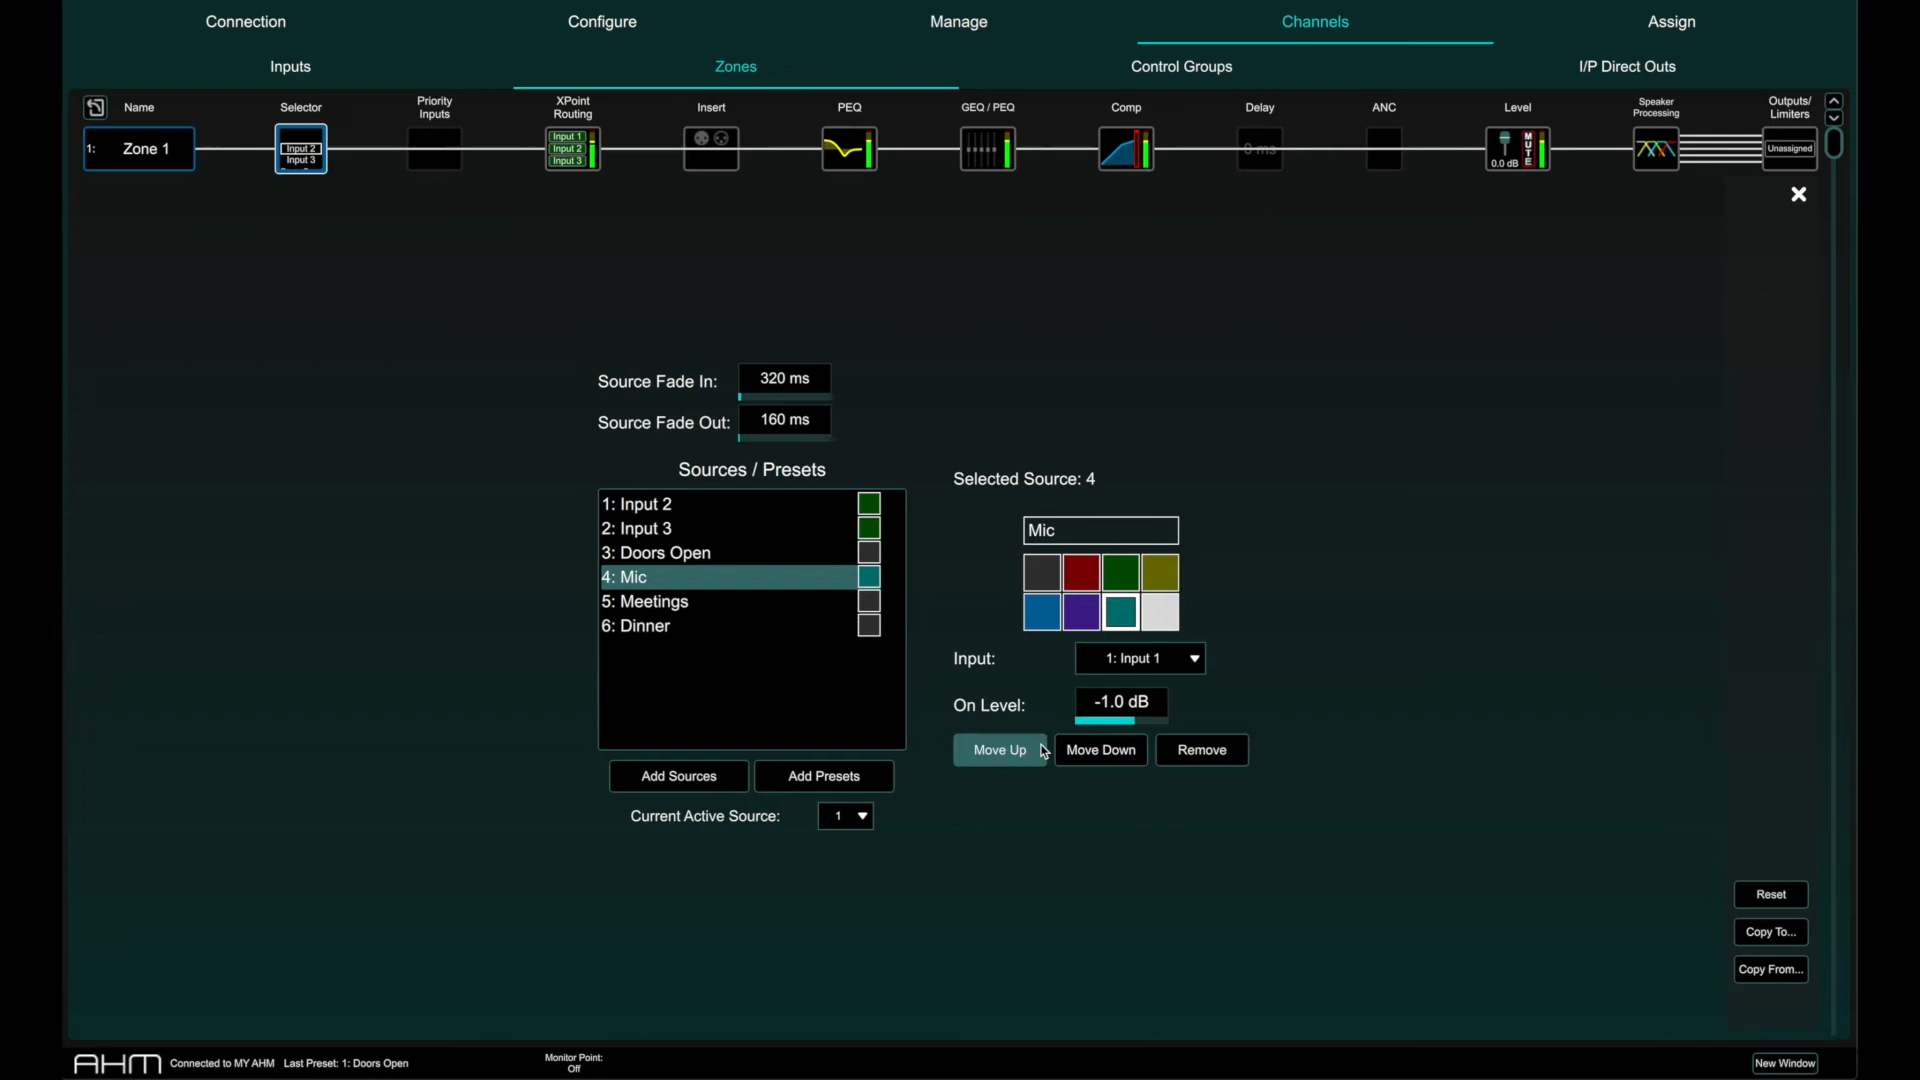 Connection
Configure
Manage
Channels
Assign
Inputs
Zones
Control Groups
I/P Direct Outs
Name
Selector
Priority
Inputs
XPoint
Routing
Insert
PEQ
GEQ / PEQ
Comp
Delay
ANC
Level
Speaker
Processing
Outputs/
Limiters
1: Zone 1
Input 2
Input 3
Input 1
Input 2
Input 3
0 ms
0.0 dB
MUTE
Unassigned
Source Fade In: 320 ms
Source Fade Out: 160 ms
Sources / Presets
1: Input 2
2: Input 3
3: Doors Open
4: Mic
5: Meetings
6: Dinner
Add Sources
Add Presets
Current Active Source: 1
Selected Source: 4
Mic
Input: 1: Input 1
On Level: -1.0 dB
Move Up
Move Down
Remove
Reset
Copy To...
Copy From...
AHM
Connected to MY AHM
Last Preset: 1: Doors Open
Monitor Point:
Off
New Window